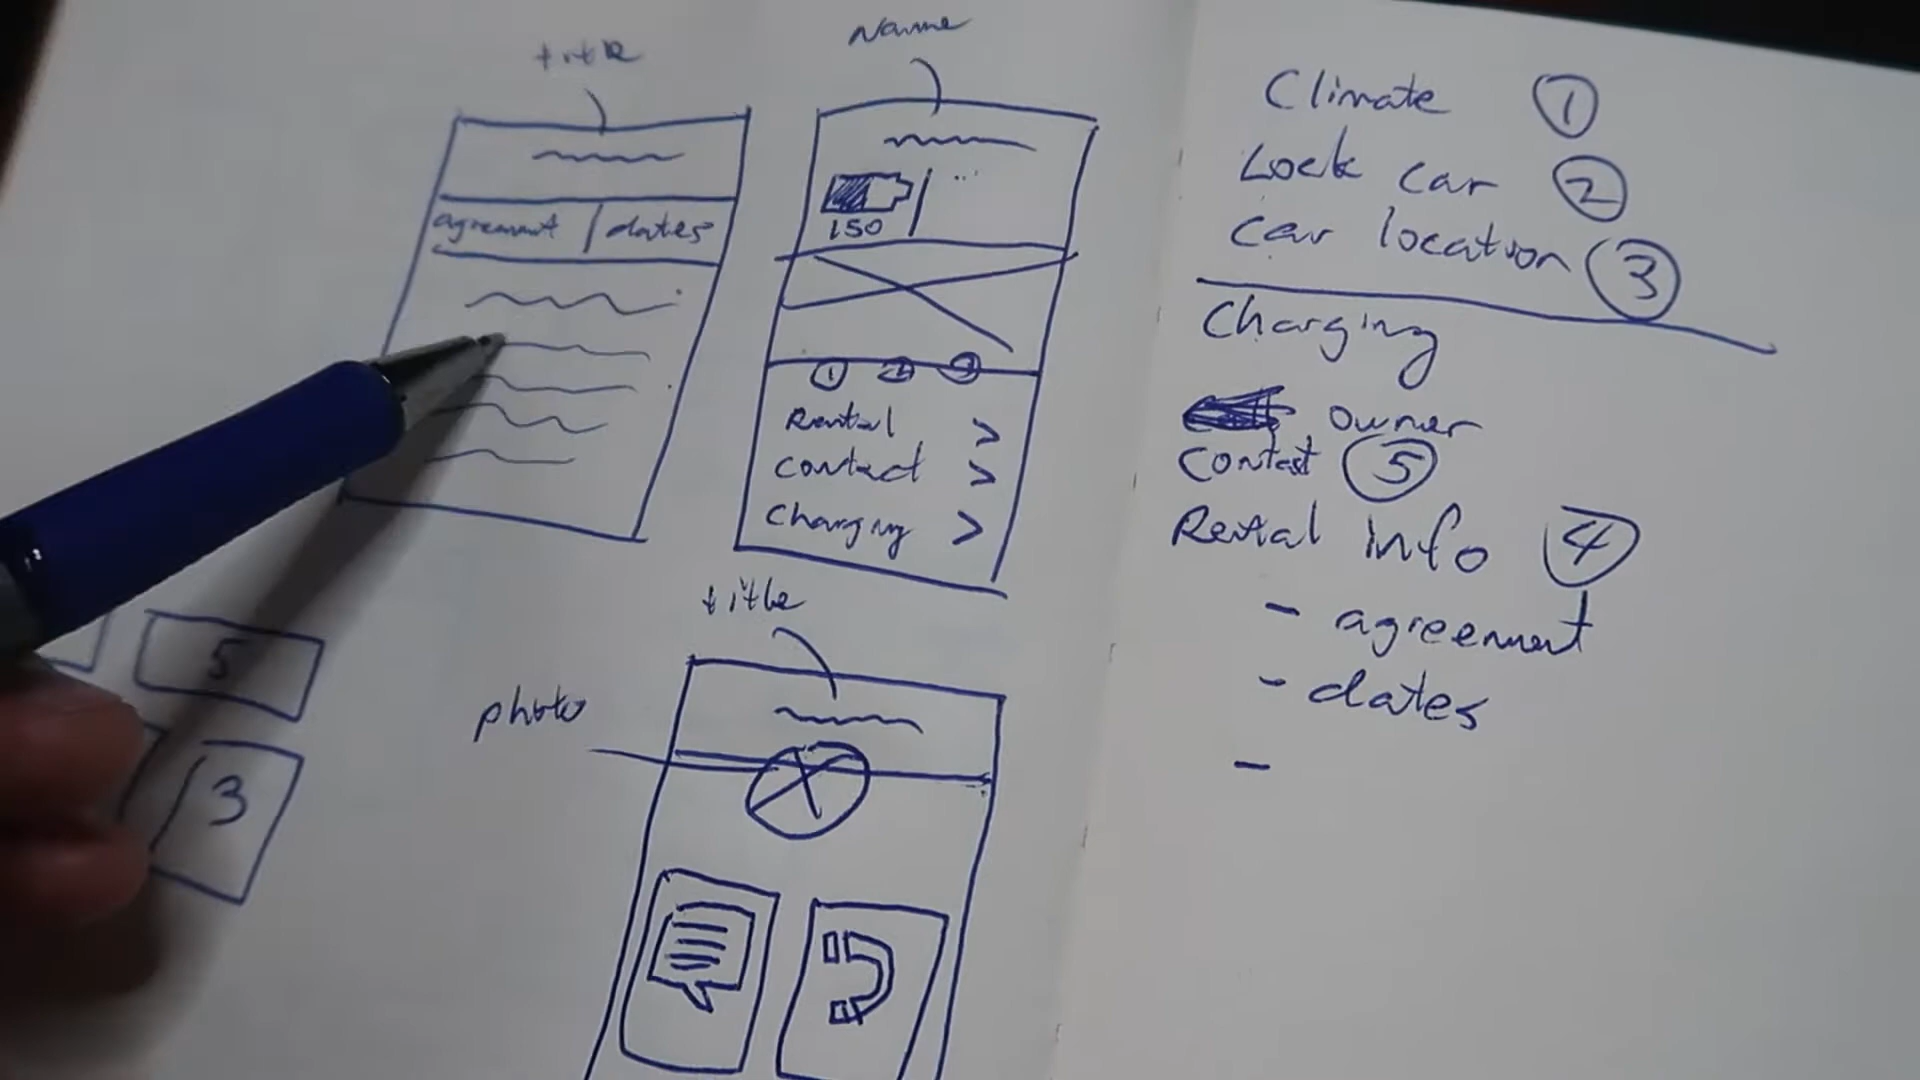 title
agreement | dates
Name
150
1 2 3
Rental >
contact >
Charging >
title
photo
5
3
Climate 1
Lock car 2
Car location 3
Charging
owner
Contact 5
Rental info 4
- agreement
- dates
-